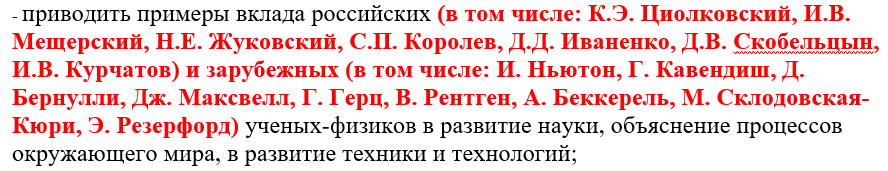 - приводить примеры вклада российских (в том числе: К.Э. Циолковский, И.В.
Мещерский, Н.Е. Жуковский, С.П. Королев, Д.Д. Иваненко, Д.В. Скобельцын,
И.В. Курчатов) и зарубежных (в том числе: И. Ньютон, Г. Кавендиш, Д.
Бернулли, Дж. Максвелл, Г. Герц, В. Рентген, А. Беккерель, М. Склодовская-
Кюри, Э. Резерфорд) ученых-физиков в развитие науки, объяснение процессов
окружающего мира, в развитие техники и технологий;